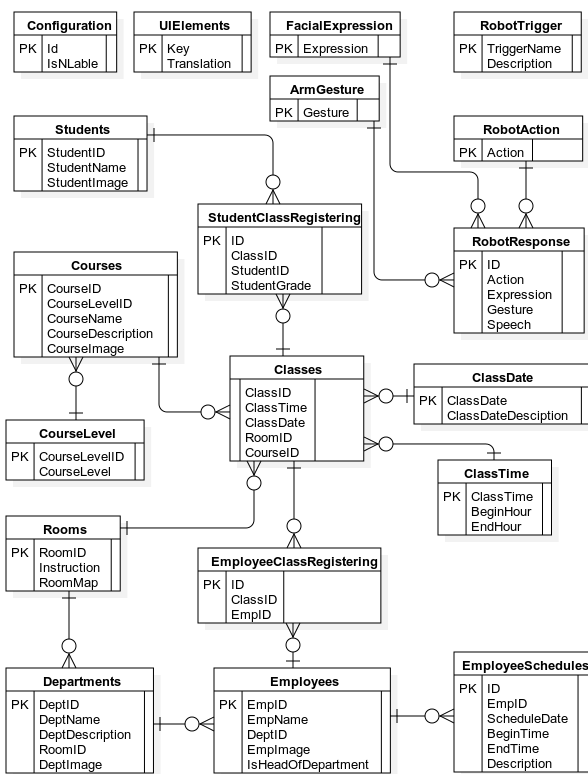 Configuration
PK Id
IsNLable
UIElements
PK Key
Translation
FacialExpression
PK Expression
RobotTrigger
PK TriggerName
Description
ArmGesture
PK Gesture
Students
PK StudentID
StudentName
StudentImage
RobotAction
PK Action
StudentClassRegistering
PK ID
ClassID
StudentID
StudentGrade
RobotResponse
PK ID
Action
Expression
Gesture
Speech
Courses
PK CourseID
CourseLevelID
CourseName
CourseDescription
CourseImage
Classes
ClassID
ClassTime
ClassDate
RoomID
CourseID
ClassDate
PK ClassDate
ClassDateDesciption
CourseLevel
PK CourseLevelID
CourseLevel
ClassTime
PK ClassTime
BeginHour
EndHour
Rooms
PK RoomID
Instruction
RoomMap
EmployeeClassRegistering
PK ID
ClassID
EmpID
Departments
PK DeptID
DeptName
DeptDescription
RoomID
DeptImage
Employees
PK EmpID
EmpName
DeptID
EmpImage
IsHeadOfDepartment
EmployeeSchedules
PK ID
EmpID
ScheduleDate
BeginTime
EndTime
Description